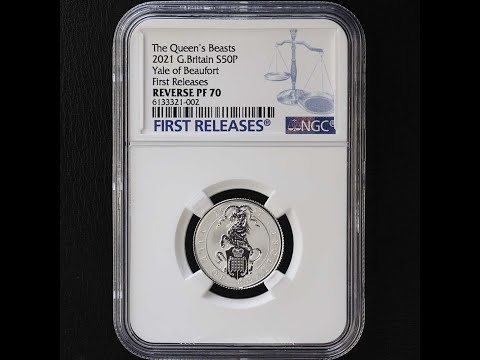 The Queen's Beasts
2021 G.Britain S50P
Yale of Beaufort
First Releases
REVERSE PF 70
6133321-002
FIRST RELEASES®
NGC®